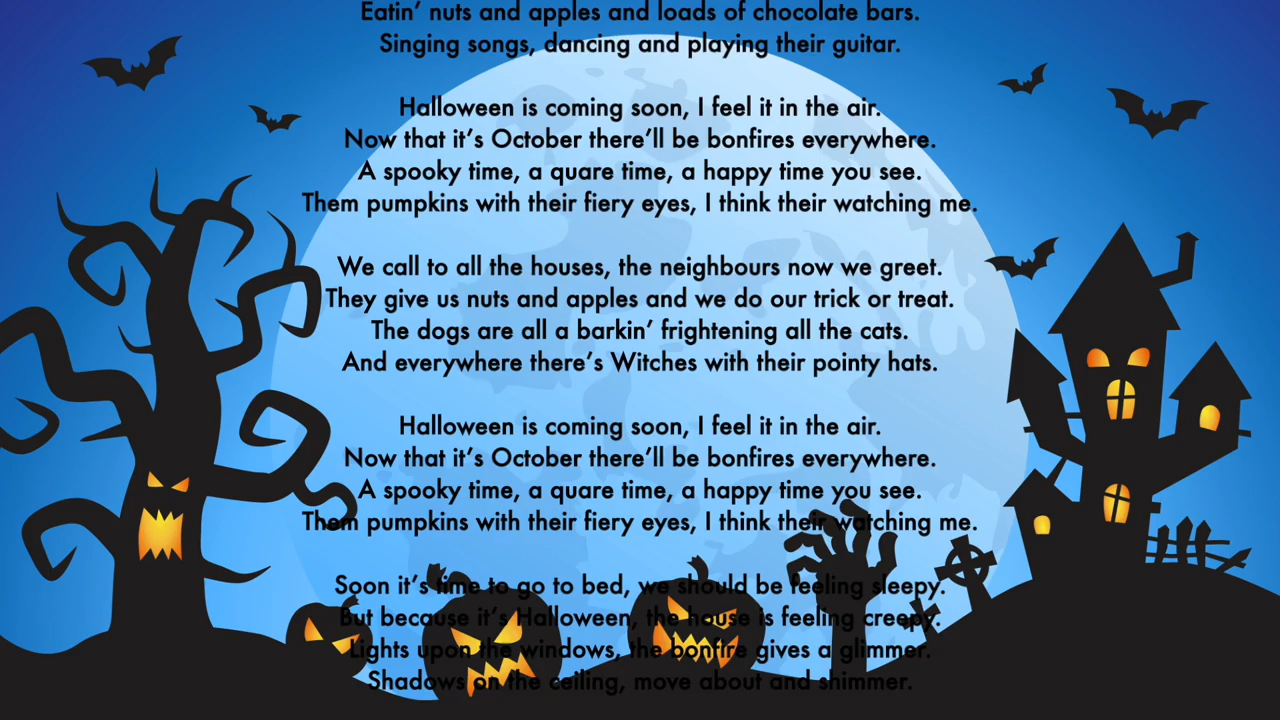 Eatin’ nuts and apples and loads of chocolate bars.
Singing songs, dancing and playing their guitar.
Halloween is coming soon, I feel it in the air.
Now that it’s October there’ll be bonfires everywhere.
A spooky time, a quare time, a happy time you see.
Them pumpkins with their fiery eyes, I think their watching me.
We call to all the houses, the neighbours now we greet.
They give us nuts and apples and we do our trick or treat.
The dogs are all a barkin’ frightening all the cats.
And everywhere there’s Witches with their pointy hats.
Halloween is coming soon, I feel it in the air.
Now that it’s October there’ll be bonfires everywhere.
A spooky time, a quare time, a happy time you see.
Them pumpkins with their fiery eyes, I think their watching me.
Soon it’s time to go to bed, we should be feeling sleepy.
But because it’s Halloween, the house is feeling creepy.
Lights upon the windows, the bonfire gives a glimmer.
Shadows on the ceiling, move about and shimmer.